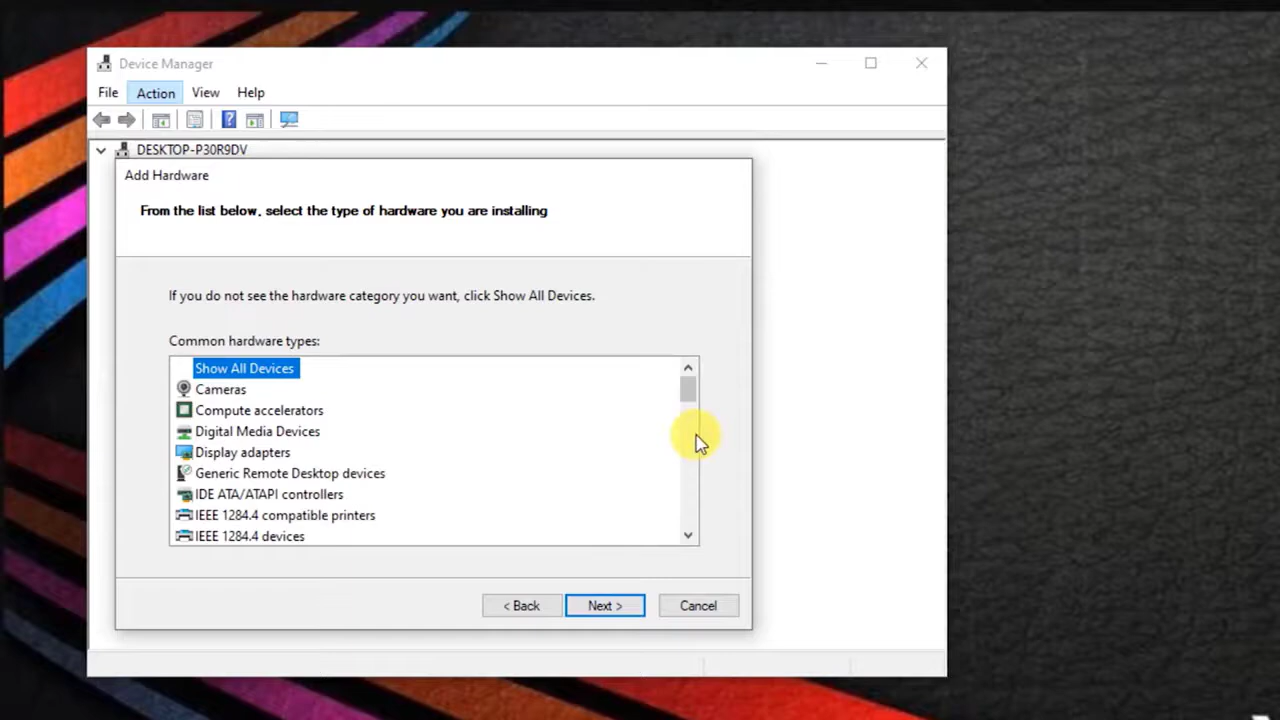 Device Manager
File Action View Help
DESKTOP-P30R9DV
Add Hardware
From the list below, select the type of hardware you are installing
If you do not see the hardware category you want, click Show All Devices.
Common hardware types:
Show All Devices
Cameras
Compute accelerators
Digital Media Devices
Display adapters
Generic Remote Desktop devices
IDE ATA/ATAPI controllers
IEEE 1284.4 compatible printers
IEEE 1284.4 devices
< Back Next > Cancel